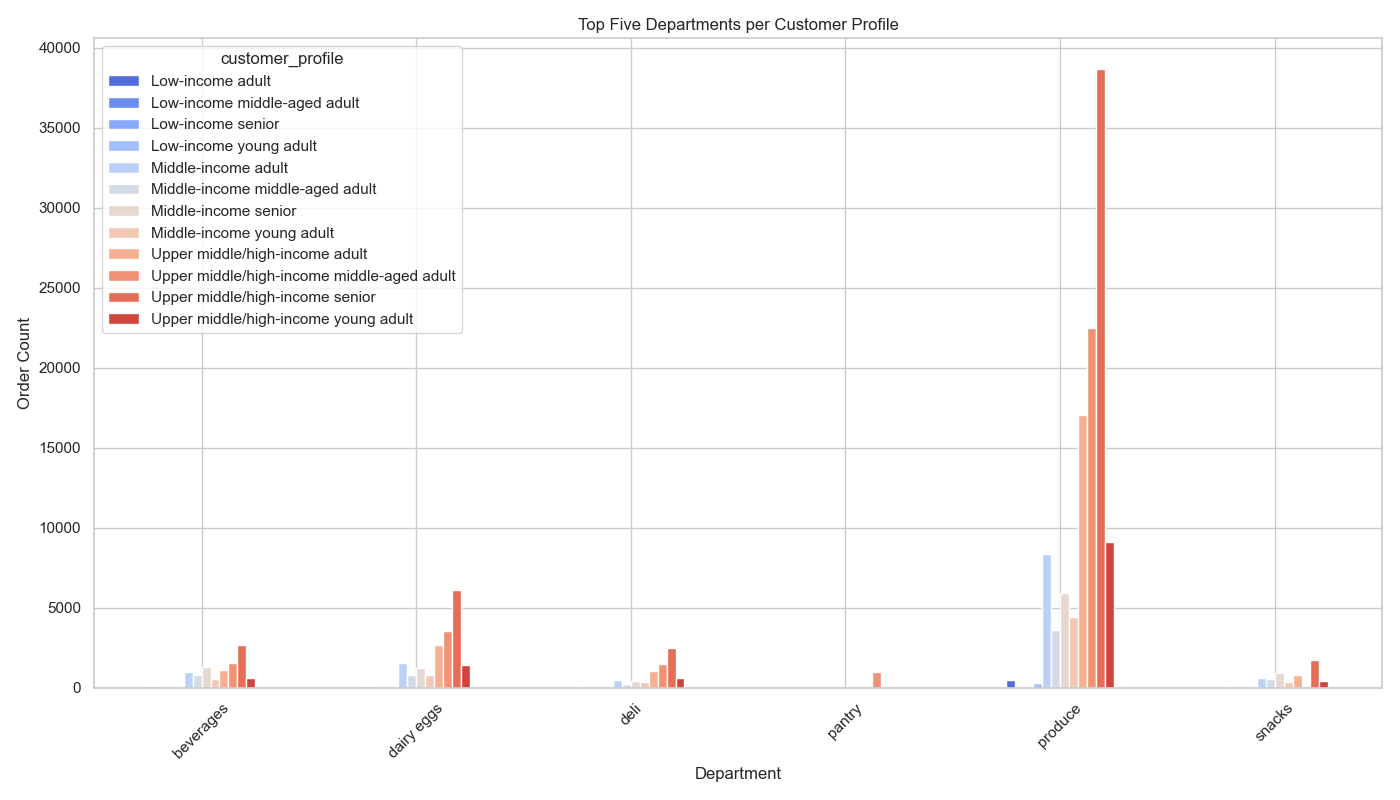 Top Five Departments per Customer Profile
customer_profile
Low-income adult
Low-income middle-aged adult
Low-income senior
Low-income young adult
Middle-income adult
Middle-income middle-aged adult
Middle-income senior
Middle-income young adult
Upper middle/high-income adult
Upper middle/high-income middle-aged adult
Upper middle/high-income senior
Upper middle/high-income young adult
Order Count
40000
35000
30000
25000
20000
15000
10000
5000
0
beverages
dairy eggs
deli
pantry
produce
snacks
Department